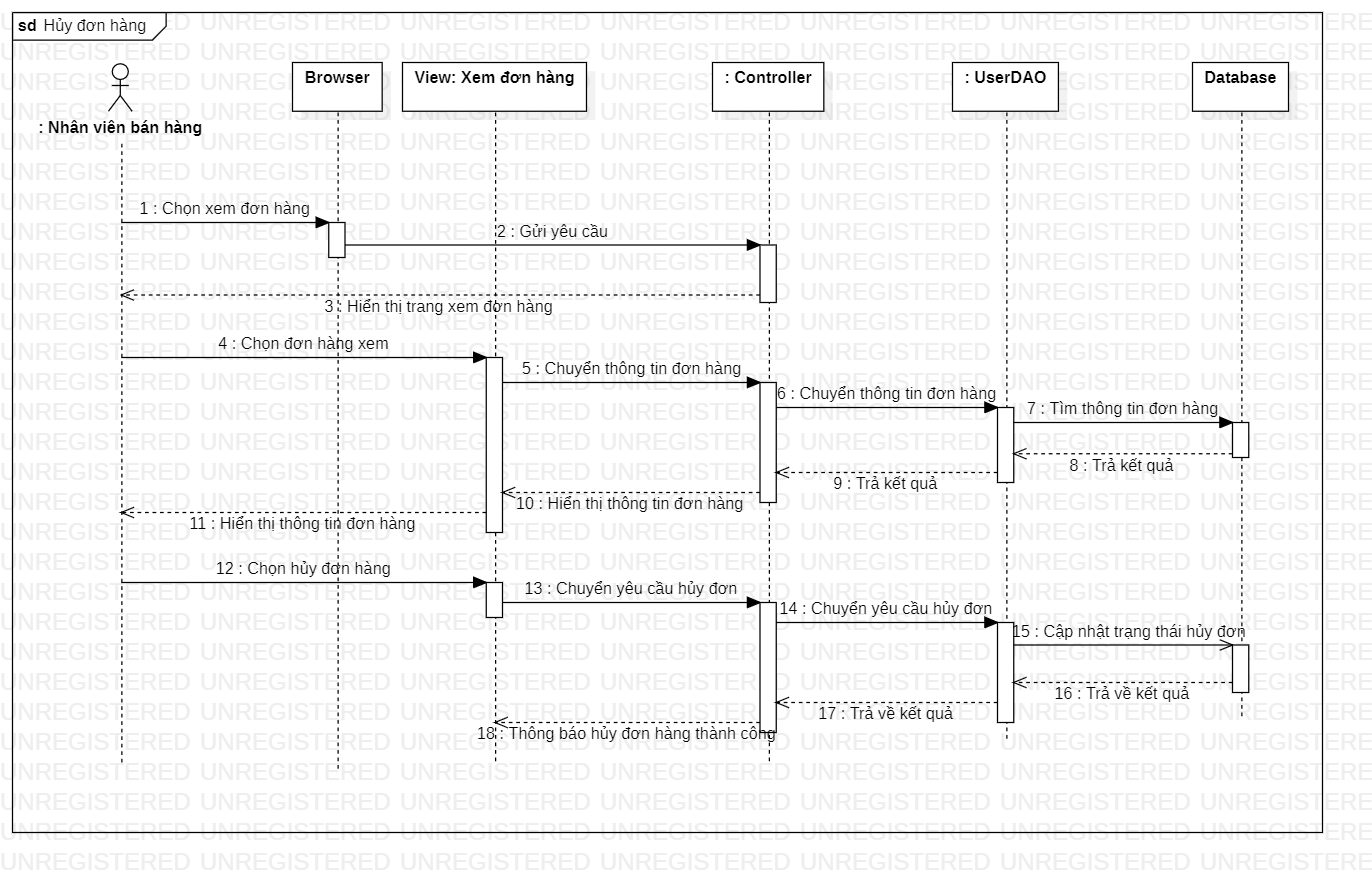 sd Hủy đơn hàng
: Nhân viên bán hàng
Browser
View: Xem đơn hàng
: Controller
: UserDAO
Database
1 : Chọn xem đơn hàng
2 : Gửi yêu cầu
3 : Hiển thị trang xem đơn hàng
4 : Chọn đơn hàng xem
5 : Chuyển thông tin đơn hàng
6 : Chuyển thông tin đơn hàng
7 : Tìm thông tin đơn hàng
8 : Trả kết quả
9 : Trả kết quả
10 : Hiển thị thông tin đơn hàng
11 : Hiển thị thông tin đơn hàng
12 : Chọn hủy đơn hàng
13 : Chuyển yêu cầu hủy đơn
14 : Chuyển yêu cầu hủy đơn
15 : Cập nhật trạng thái hủy đơn
16 : Trả về kết quả
17 : Trả về kết quả
18 : Thông báo hủy đơn hàng thành công
UNREGISTERED